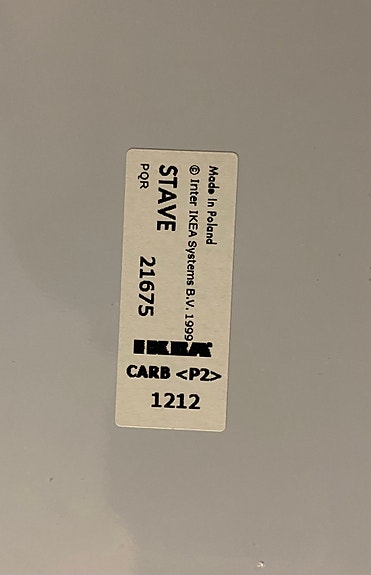 Made in Poland
© Inter IKEA Systems B.V. 1999
STAVE 21675
PQR
IKEA
CARB <P2>
1212